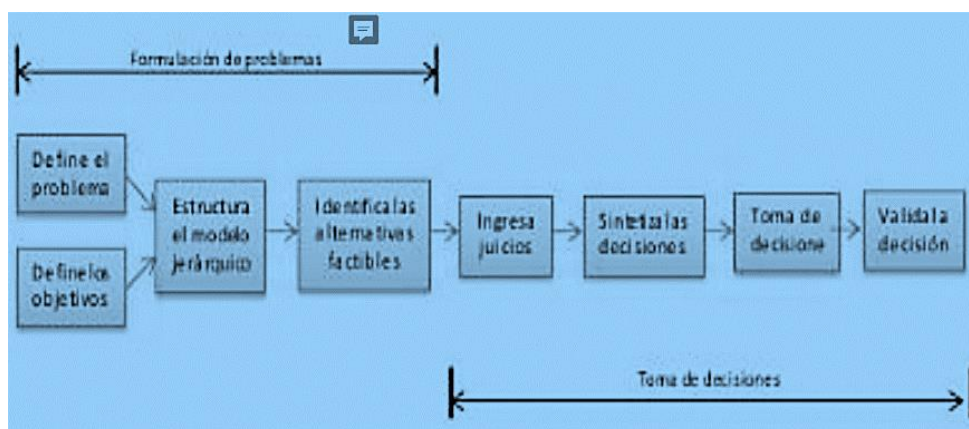 Formulación de problemas
Define el
problema
Define los
objetivos
Estructura
el modelo
jerárquico
Identifica las
alternativas
factibles
Ingresa
juicios
Sintetiza las
decisiones
Toma de
decisione
Valida la
decisión
Toma de decisiones